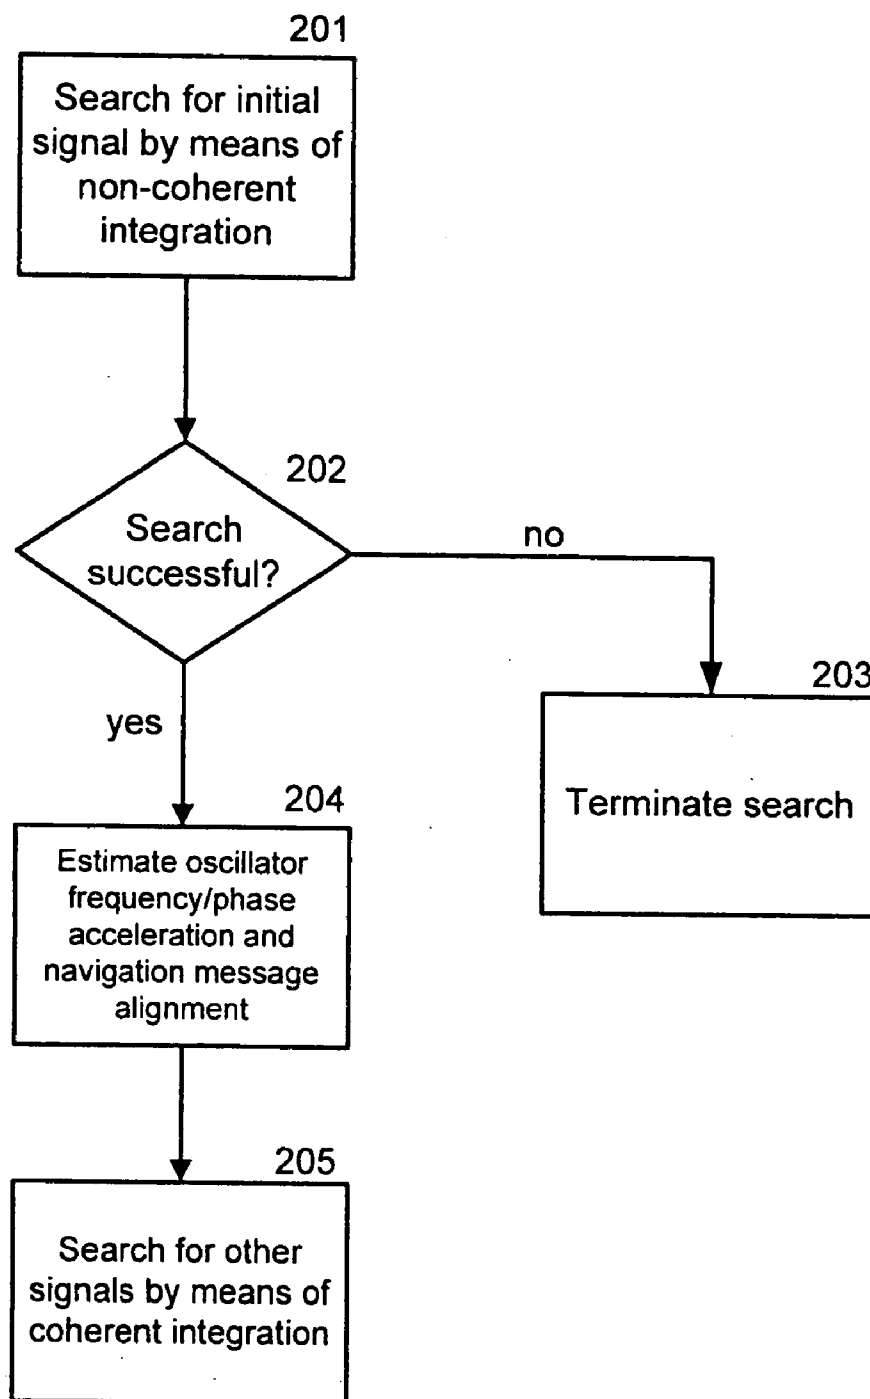 201
Search for initial
signal by means of
non-coherent
integration
202
Search
successful?
no
yes
203
Terminate search
204
Estimate oscillator
frequency/phase
acceleration and
navigation message
alignment
205
Search for other
signals by means of
coherent integration